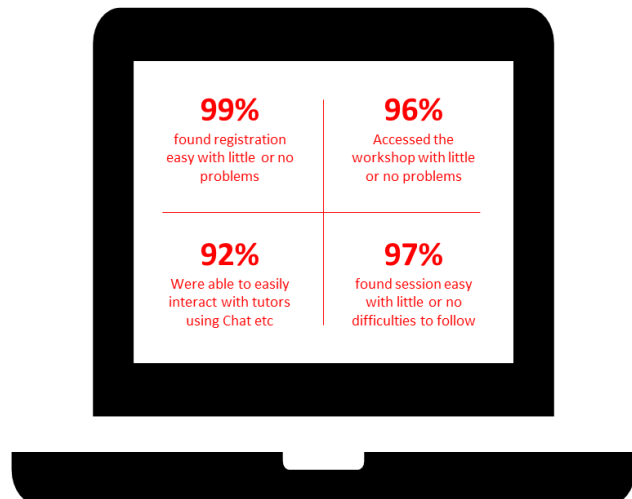 99%
found registration
easy with little or no
problems
96%
Accessed the
workshop with little
or no problems
92%
Were able to easily
interact with tutors
using Chat etc
97%
found session easy
with little or no
difficulties to follow